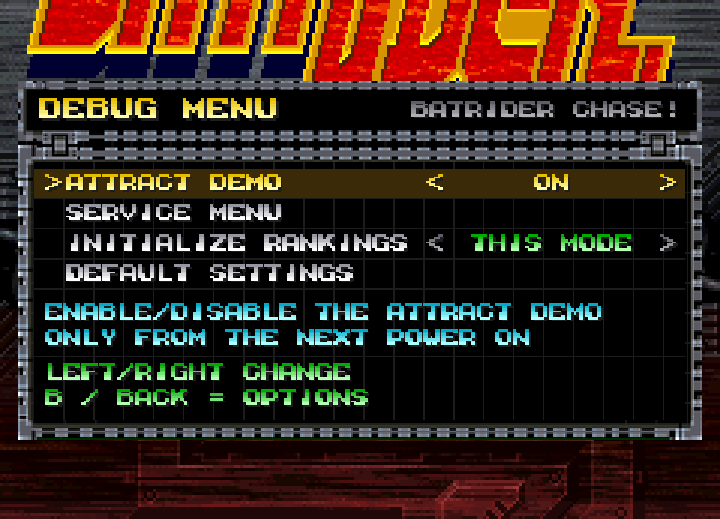 DEBUG MENU BATRIDER CHASE!
>ATTRACT DEMO < ON >
SERVICE MENU
INITIALIZE RANKINGS < THIS MODE >
DEFAULT SETTINGS
ENABLE/DISABLE THE ATTRACT DEMO
ONLY FROM THE NEXT POWER ON
LEFT/RIGHT CHANGE
B / BACK = OPTIONS